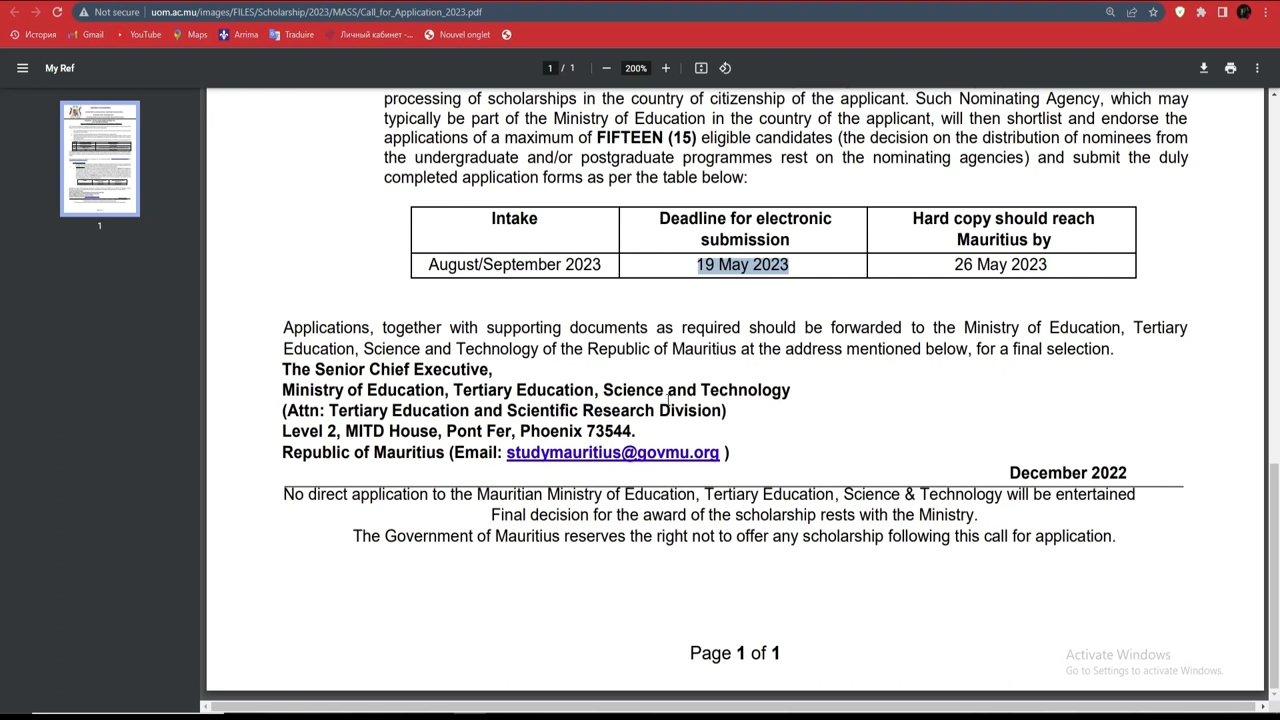 Not secure
uom.ac.mu/images/FILES/Scholarship/2023/MASS/Call_for_Application_2023.pdf
История Gmail YouTube Maps Arrima Traduire Личный кабинет -... Nouvel onglet
My Ref
1 / 1 200%
1
processing of scholarships in the country of citizenship of the applicant. Such Nominating Agency, which may
typically be part of the Ministry of Education in the country of the applicant, will then shortlist and endorse the
applications of a maximum of FIFTEEN (15) eligible candidates (the decision on the distribution of nominees from
the undergraduate and/or postgraduate programmes rest on the nominating agencies) and submit the duly
completed application forms as per the table below:
Intake
Deadline for electronic
submission
Hard copy should reach
Mauritius by
August/September 2023
19 May 2023
26 May 2023
Applications, together with supporting documents as required should be forwarded to the Ministry of Education, Tertiary
Education, Science and Technology of the Republic of Mauritius at the address mentioned below, for a final selection.
The Senior Chief Executive,
Ministry of Education, Tertiary Education, Science and Technology
(Attn: Tertiary Education and Scientific Research Division)
Level 2, MITD House, Pont Fer, Phoenix 73544.
Republic of Mauritius (Email: studymauritius@govmu.org )
December 2022
No direct application to the Mauritian Ministry of Education, Tertiary Education, Science & Technology will be entertained
Final decision for the award of the scholarship rests with the Ministry.
The Government of Mauritius reserves the right not to offer any scholarship following this call for application.
Page 1 of 1
Activate Windows
Go to Settings to activate Windows.